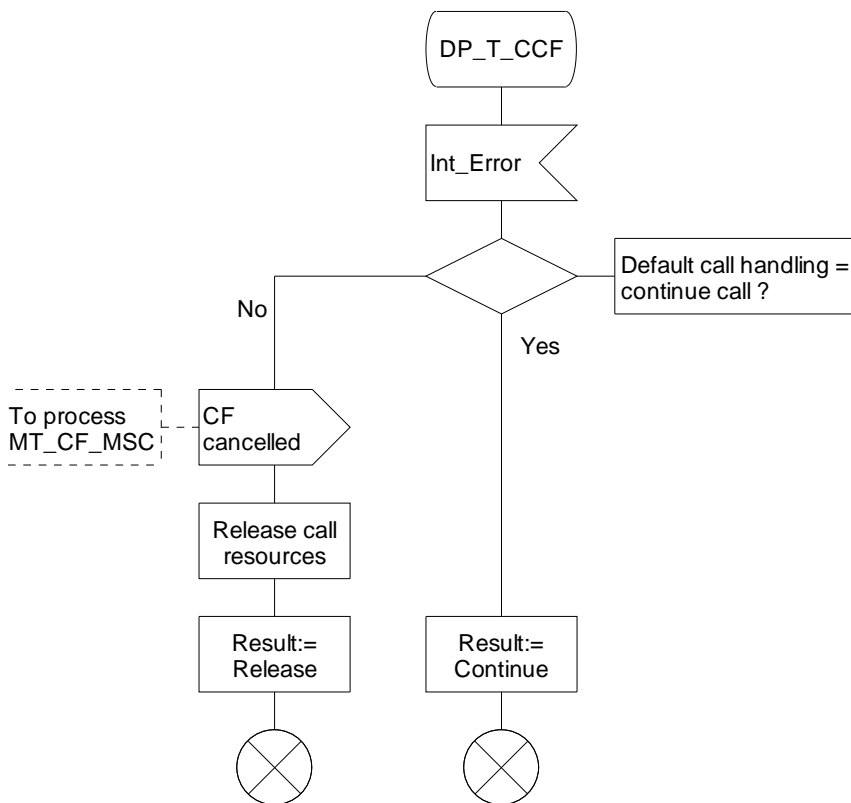 DP_T_CCF
Int_Error
Default call handling =
continue call ?
No
Yes
To process
MT_CF_MSC
CF
cancelled
Release call
resources
Result:=
Release
Result:=
Continue